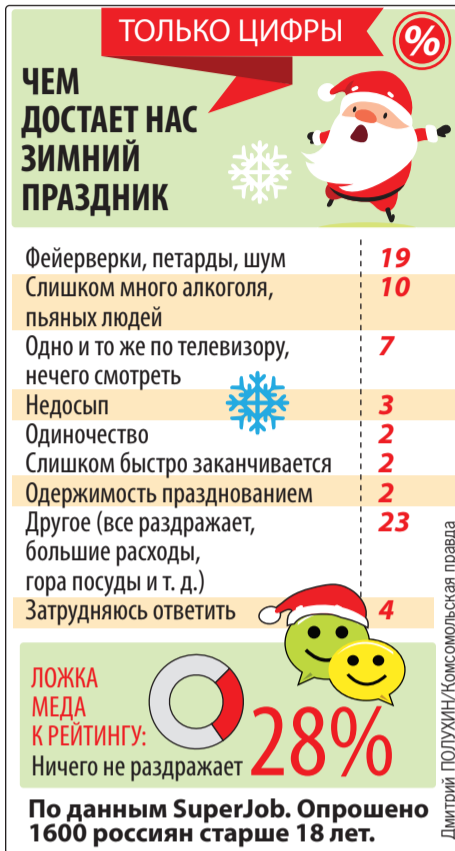 ТОЛЬКО ЦИФРЫ
%
ЧЕМ
ДОСТАЕТ НАС
ЗИМНИЙ
ПРАЗДНИК
Фейерверки, петарды, шум 19
Слишком много алкоголя, 10
пьяных людей
Одно и то же по телевизору, 7
нечего смотреть
Недосып 3
Одиночество 2
Слишком быстро заканчивается 2
Одержимость празднованием 2
Другое (все раздражает, 23
большие расходы,
гора посуды и т. д.)
Затрудняюсь ответить 4
ЛОЖКА
МЕДА
К РЕЙТИНГУ:
Ничего не раздражает 28%
По данным SuperJob. Опрошено
1600 россиян старше 18 лет.
Дмитрий ПОЛУХИН/Комсомольская правда